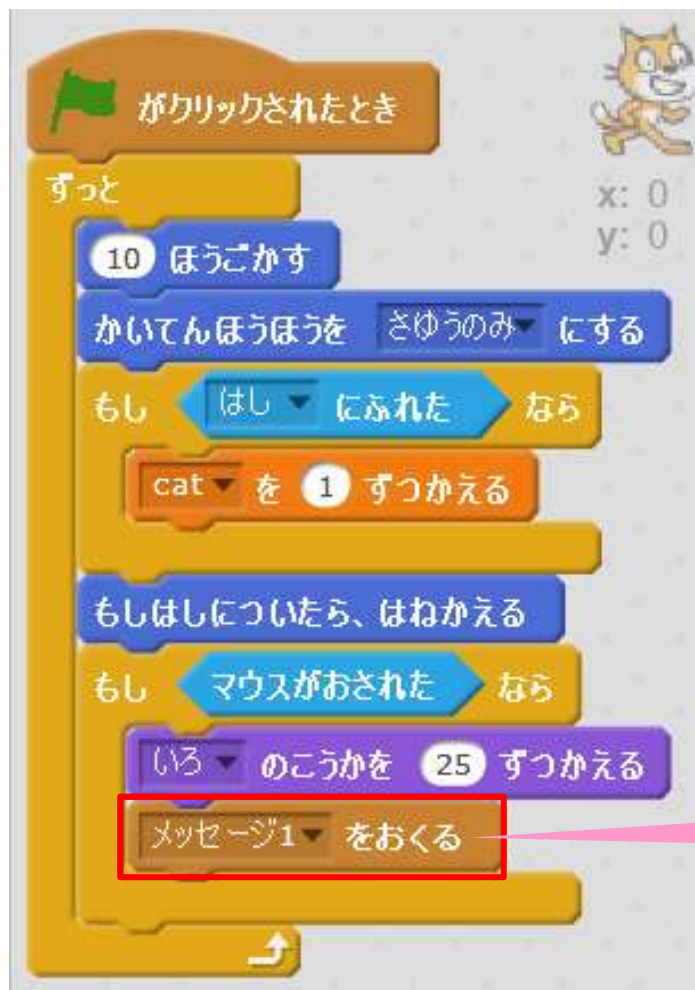 がクリックされたとき
ずっと
x: 0
y: 0
10 ほうごかす
かいてんほうほうを さゆうのみ にする
もし はし にふれた なら
cat を 1 ずつかえる
もしはしについたら、はねかえる
もし マウスがおされた なら
いろ のこうかを 25 ずつかえる
メッセージ1 をおくる